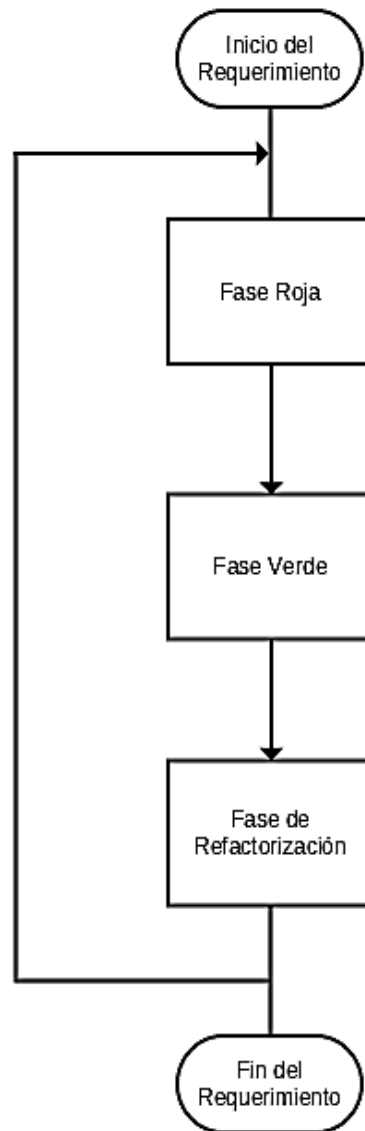 Inicio del
Requerimiento
Fase Roja
Fase Verde
Fase de
Refactorización
Fin del
Requerimiento